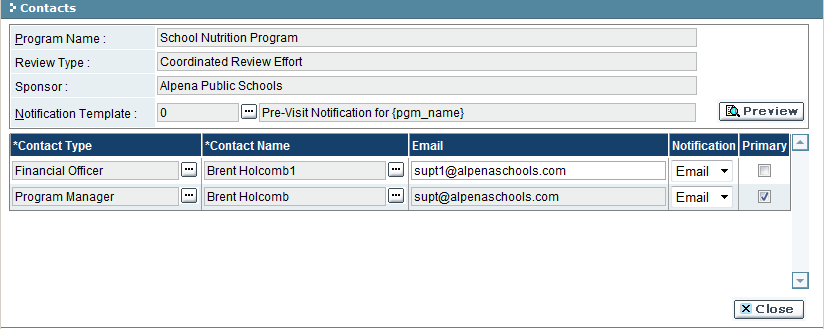 Contacts
Program Name : School Nutrition Program
Review Type : Coordinated Review Effort
Sponsor : Alpena Public Schools
Notification Template : 0 ... Pre-Visit Notification for {pgm_name} Preview
*Contact Type *Contact Name Email Notification Primary
Financial Officer ... Brent Holcomb1 ... supt1@alpenaschools.com Email
Program Manager ... Brent Holcomb ... supt@alpenaschools.com Email
Close